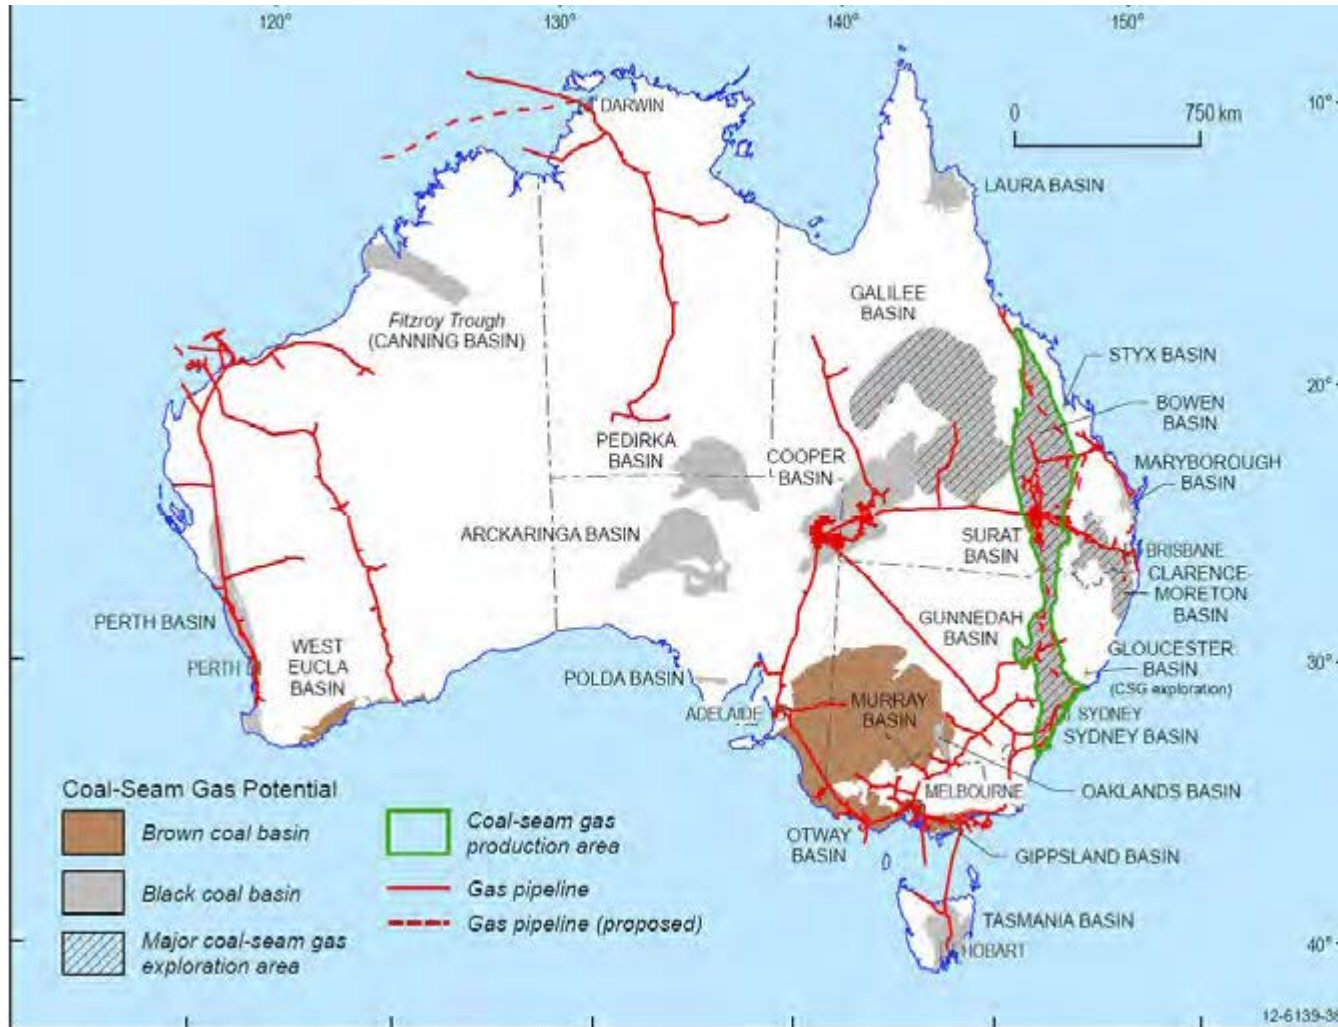 120°
130°
140°
150°
10°
20°
30°
40°
0
750 km
DARWIN
LAURA BASIN
GALILEE
BASIN
Fitzroy Trough
(CANNING BASIN)
STYX BASIN
BOWEN
BASIN
PEDIRKA
BASIN
COOPER
BASIN
MARYBOROUGH
BASIN
ARCKARINGA BASIN
SURAT
BASIN
BRISBANE
CLARENCE-
MORETON
BASIN
PERTH BASIN
PERTH
WEST
EUCLA
BASIN
GUNNEDAH
BASIN
GLOUCESTER
BASIN
(CSG exploration)
POLDA BASIN
ADELAIDE
MURRAY
BASIN
SYDNEY
SYDNEY BASIN
MELBOURNE
OAKLANDS BASIN
OTWAY
BASIN
GIPPSLAND BASIN
TASMANIA BASIN
HOBART
Coal-Seam Gas Potential
Brown coal basin
Black coal basin
Major coal-seam gas
exploration area
Coal-seam gas
production area
Gas pipeline
Gas pipeline (proposed)